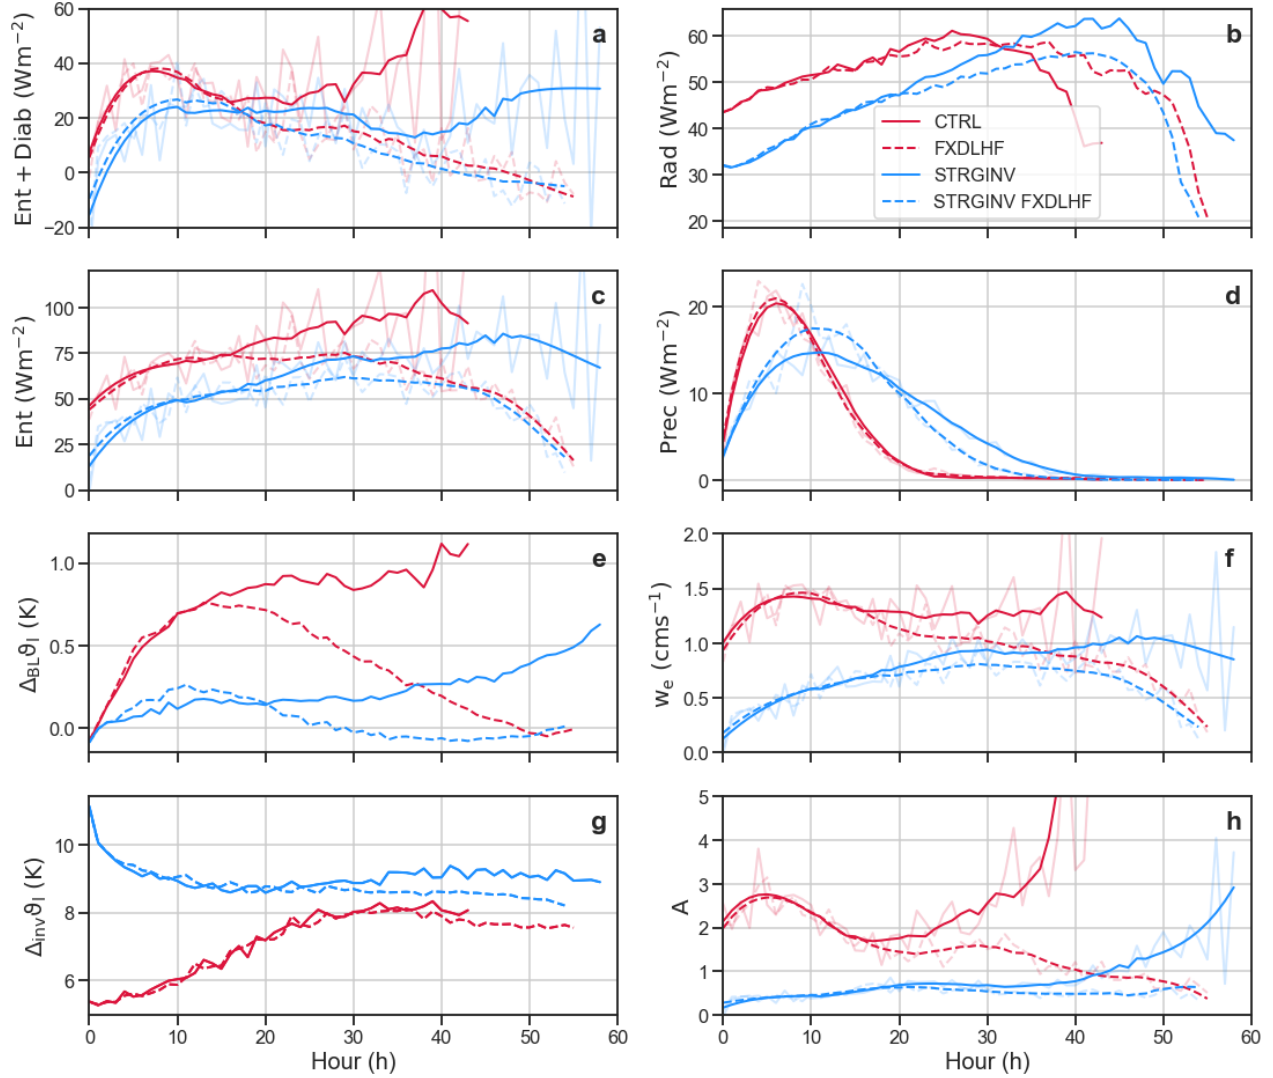 60
40
20
0
−20
Ent + Diab (Wm−2)
a
60
50
40
30
20
Rad (Wm−2)
b
CTRL
FXDLHF
STRGINV
STRGINV FXDLHF
100
75
50
25
0
Ent (Wm−2)
c
20
10
0
Prec (Wm−2)
d
1.0
0.5
0.0
ΔBLϑl (K)
e
2.0
1.5
1.0
0.5
0.0
we (cms−1)
f
10
8
6
Δinvϑl (K)
g
0 10 20 30 40 50 60
Hour (h)
5
4
3
2
1
0
A
h
0 10 20 30 40 50 60
Hour (h)